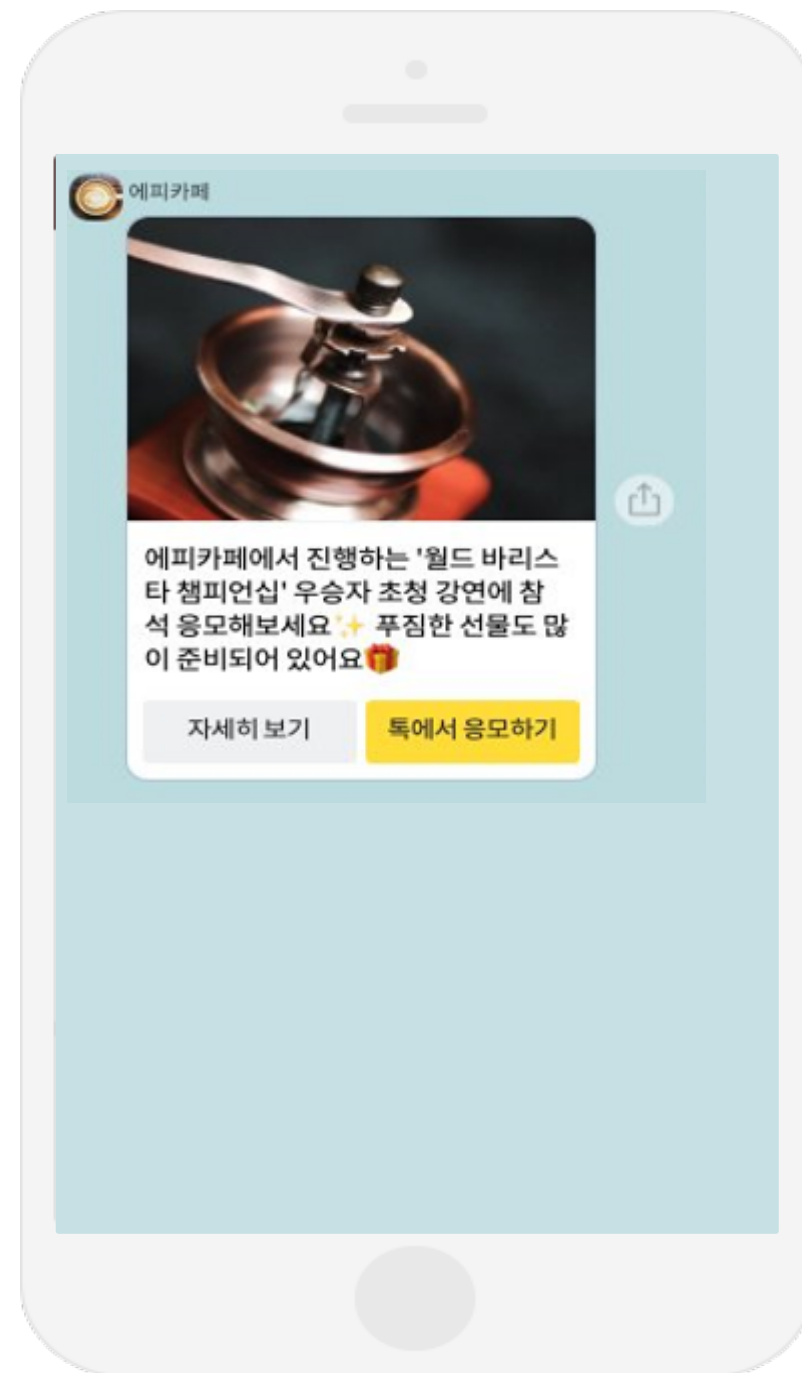 에피카페
에피카페에서 진행하는 '월드 바리스
타 챔피언십' 우승자 초청 강연에 참
석 응모해보세요✨ 푸짐한 선물도 많
이 준비되어 있어요🎁
자세히 보기
톡에서 응모하기